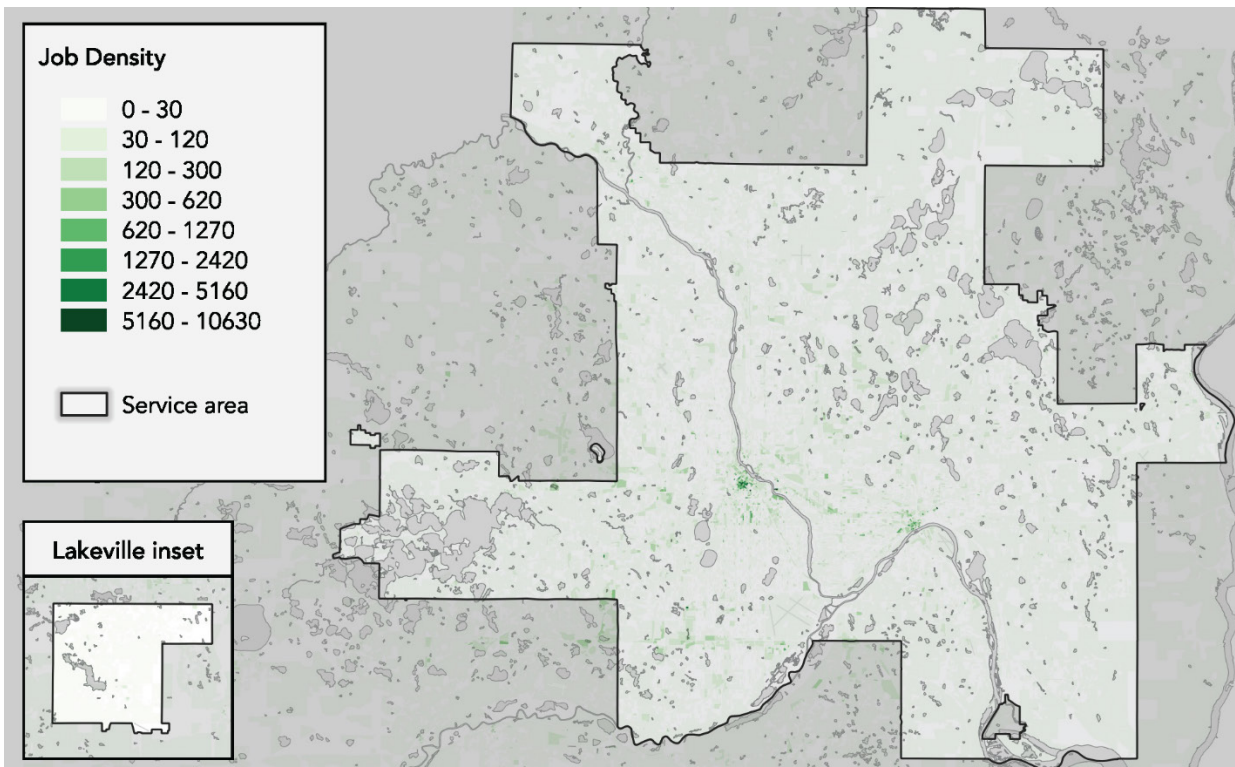 Job Density
0 - 30
30 - 120
120 - 300
300 - 620
620 - 1270
1270 - 2420
2420 - 5160
5160 - 10630
Service area
Lakeville inset